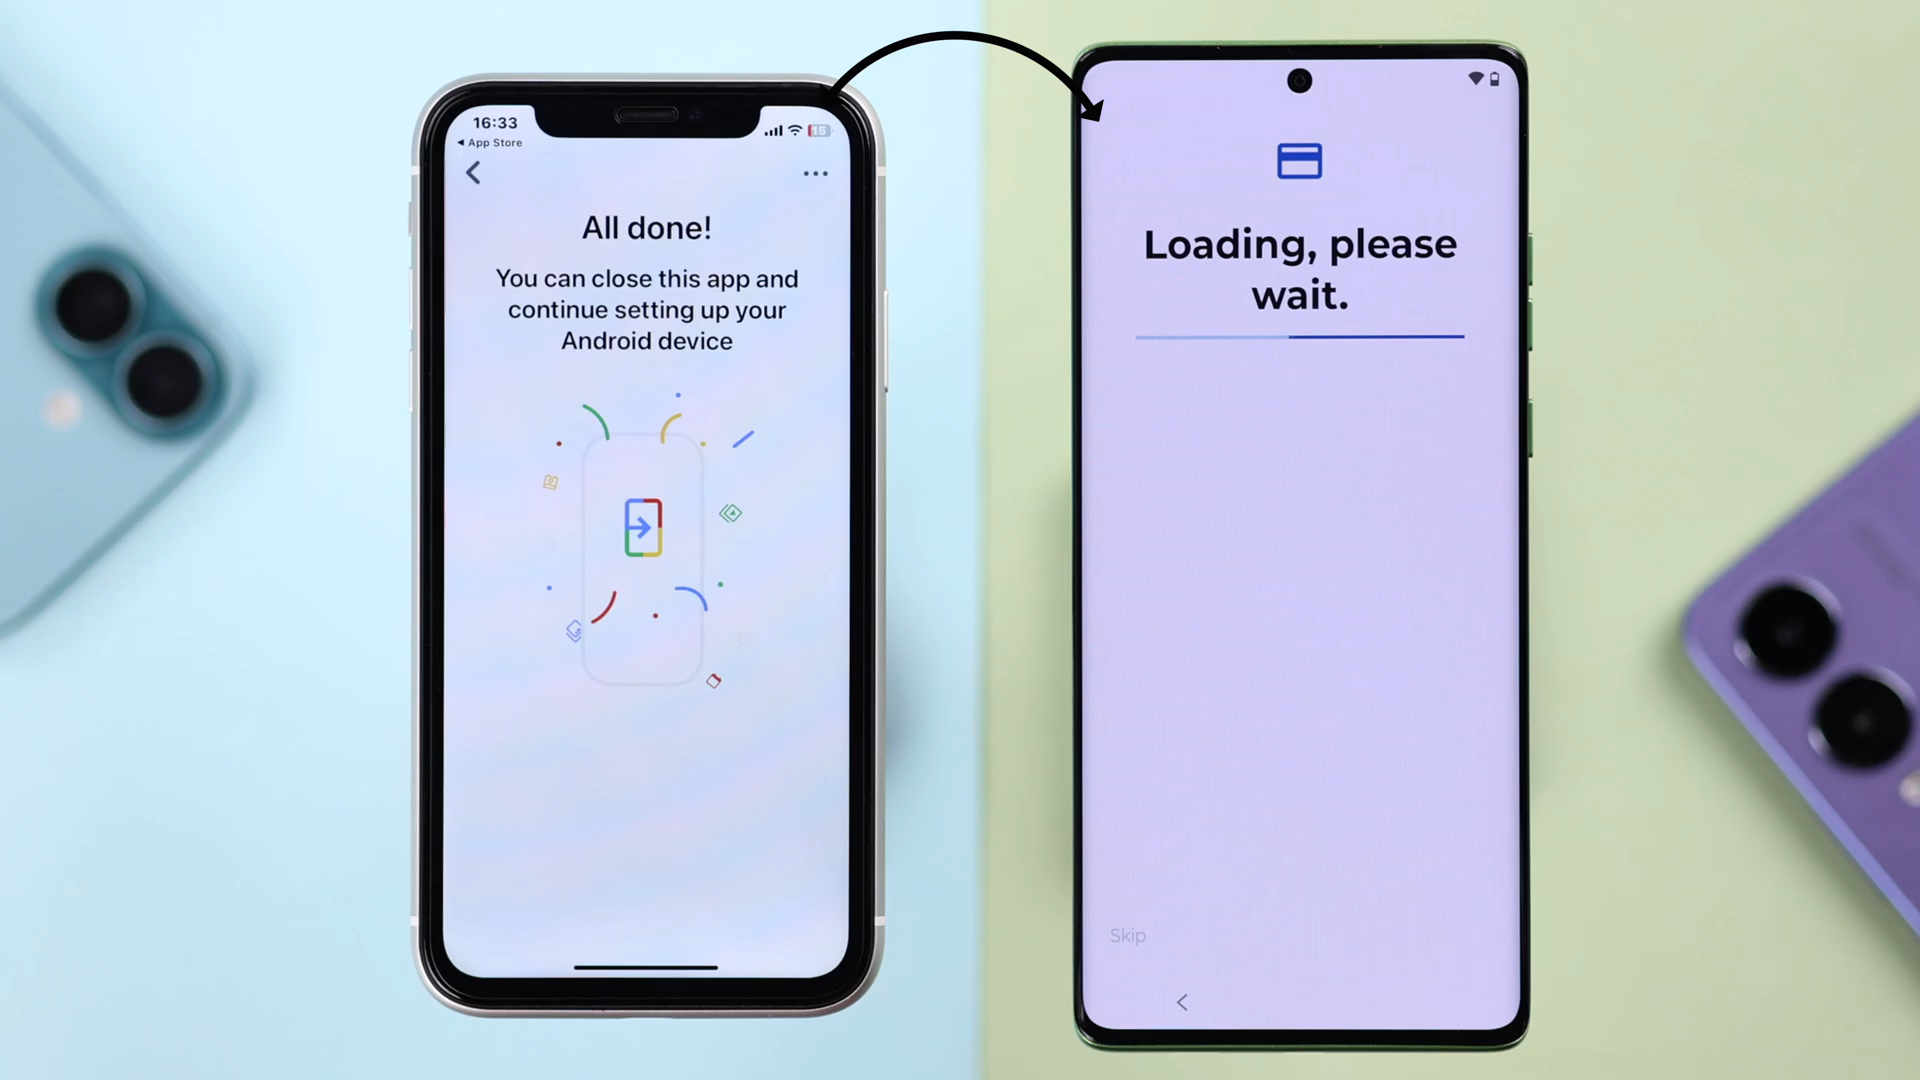 16:33
15
App Store
All done!
You can close this app and
continue setting up your
Android device
Loading, please
wait.
Skip